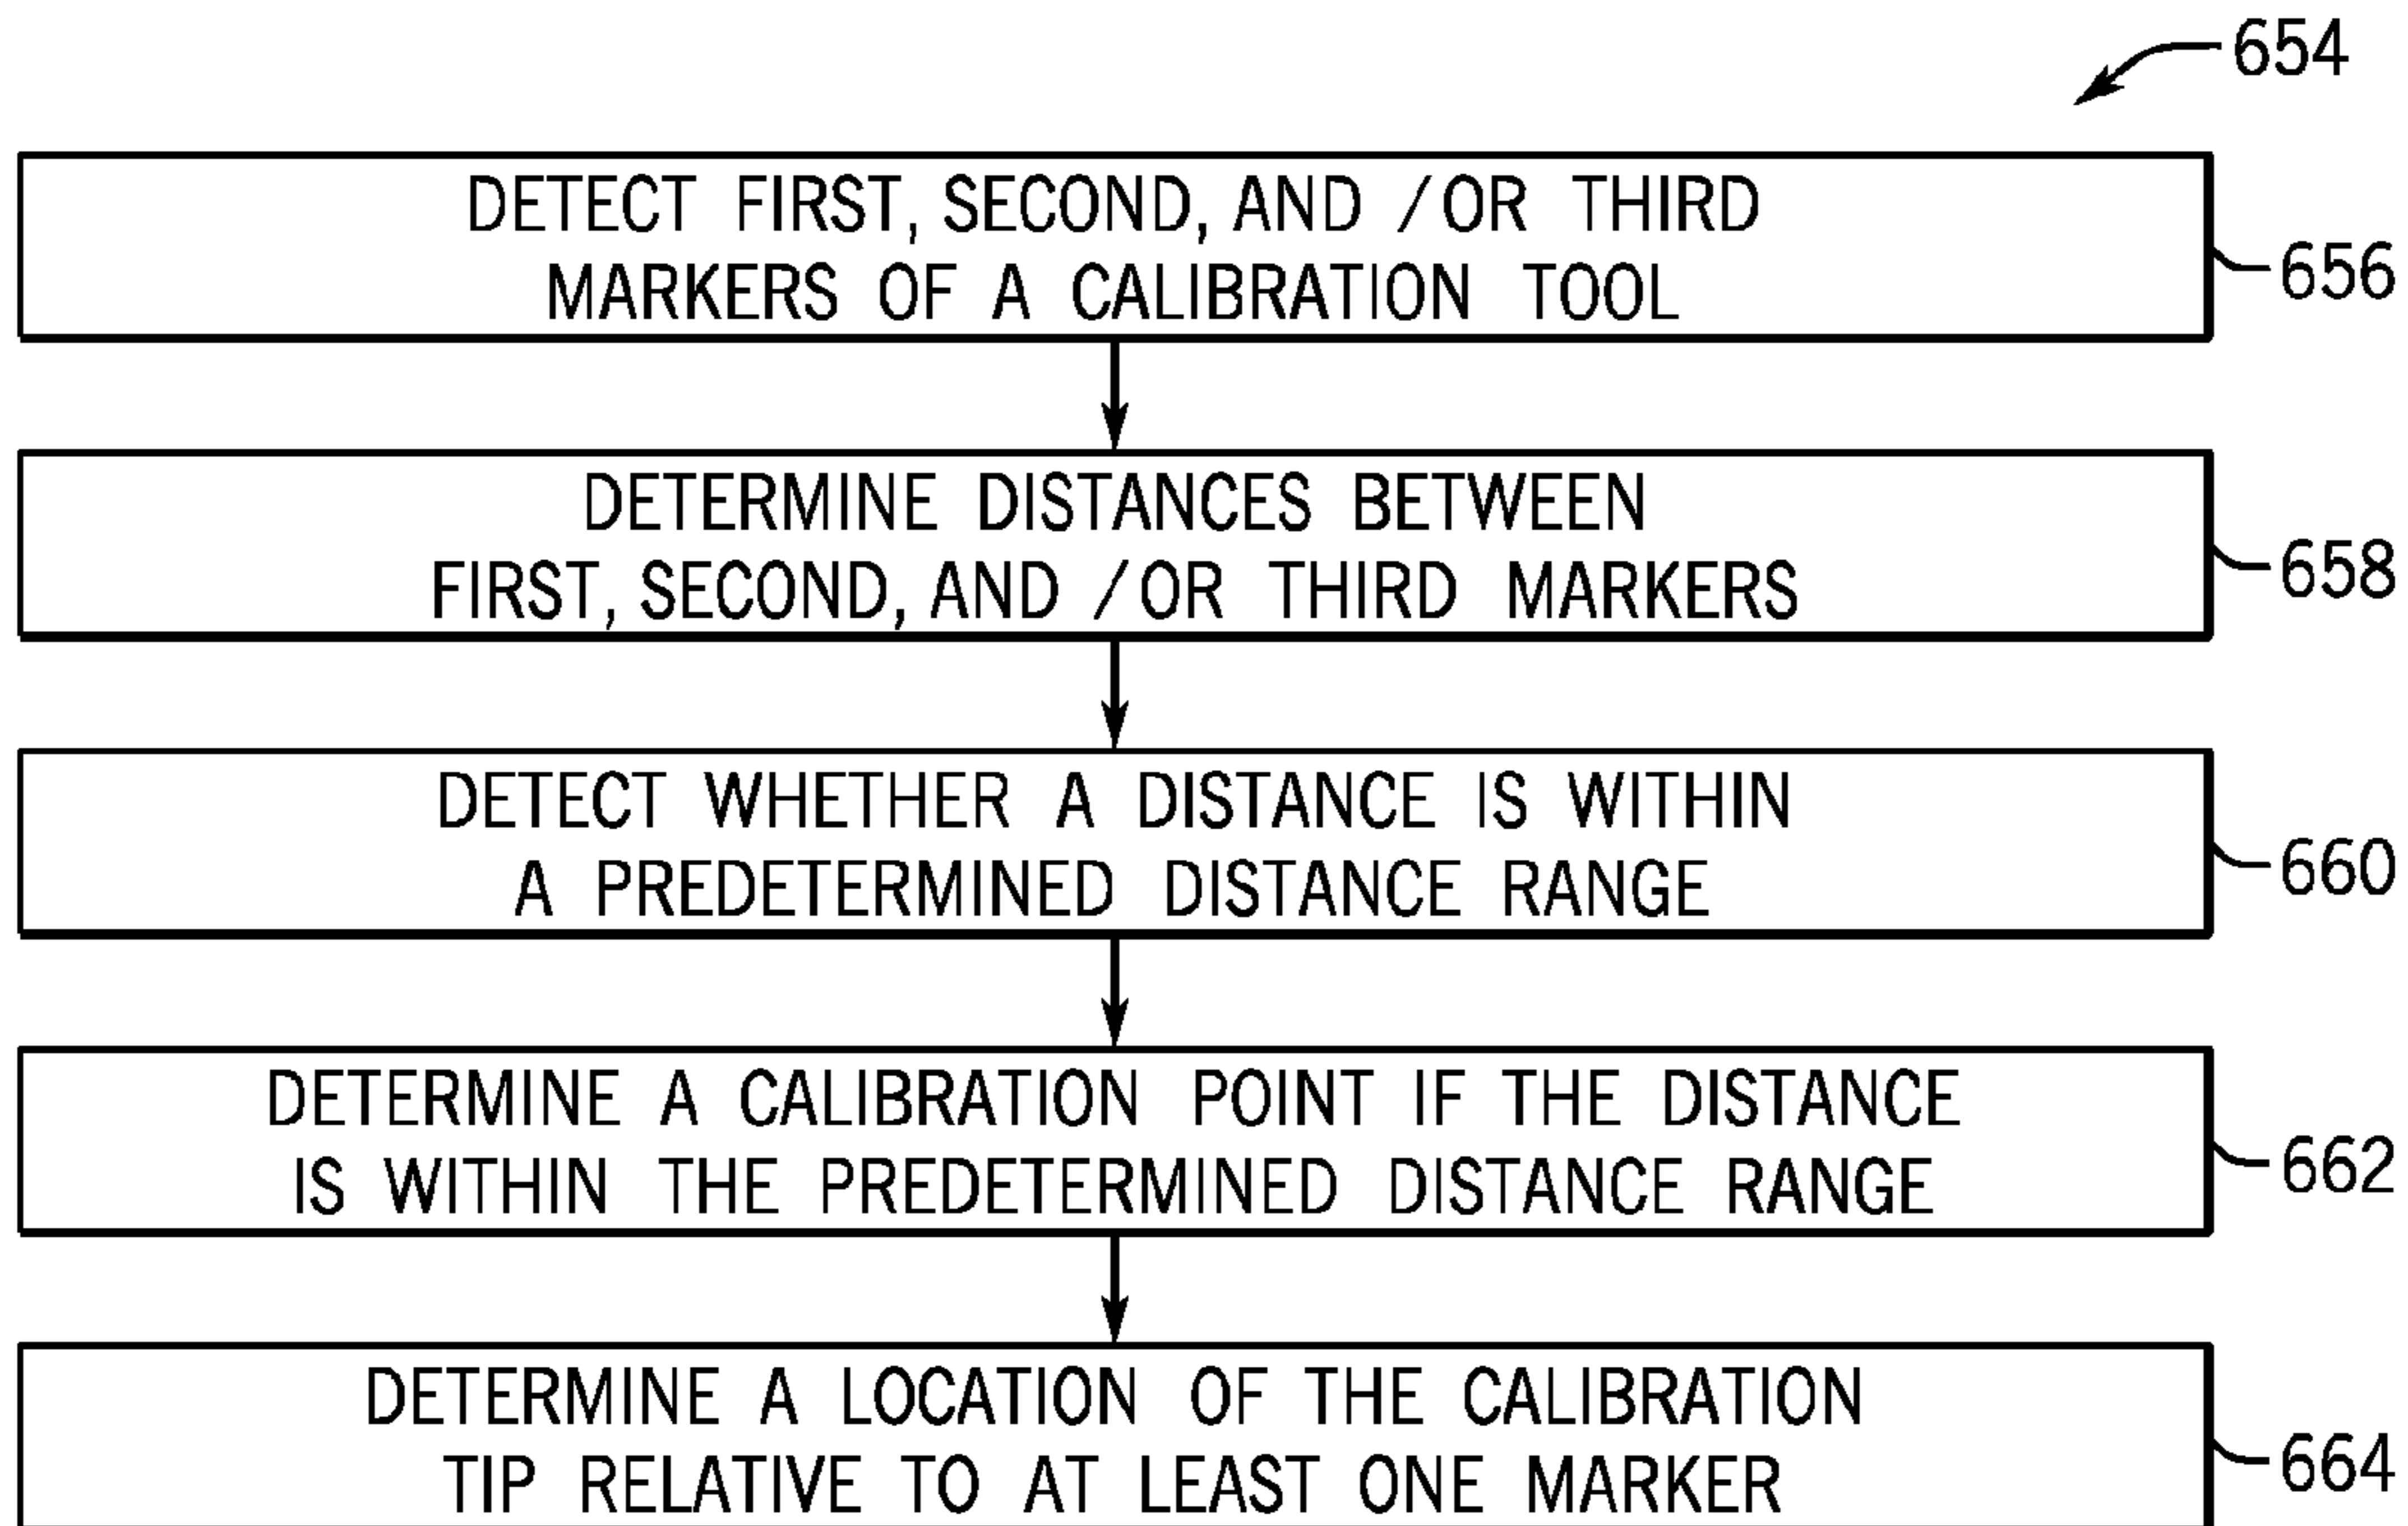 654
DETECT FIRST, SECOND, AND /OR THIRD
MARKERS OF A CALIBRATION TOOL
656
DETERMINE DISTANCES BETWEEN
FIRST, SECOND, AND /OR THIRD MARKERS
658
DETECT WHETHER A DISTANCE IS WITHIN
A PREDETERMINED DISTANCE RANGE
660
DETERMINE A CALIBRATION POINT IF THE DISTANCE
IS WITHIN THE PREDETERMINED DISTANCE RANGE
662
DETERMINE A LOCATION OF THE CALIBRATION
TIP RELATIVE TO AT LEAST ONE MARKER
664